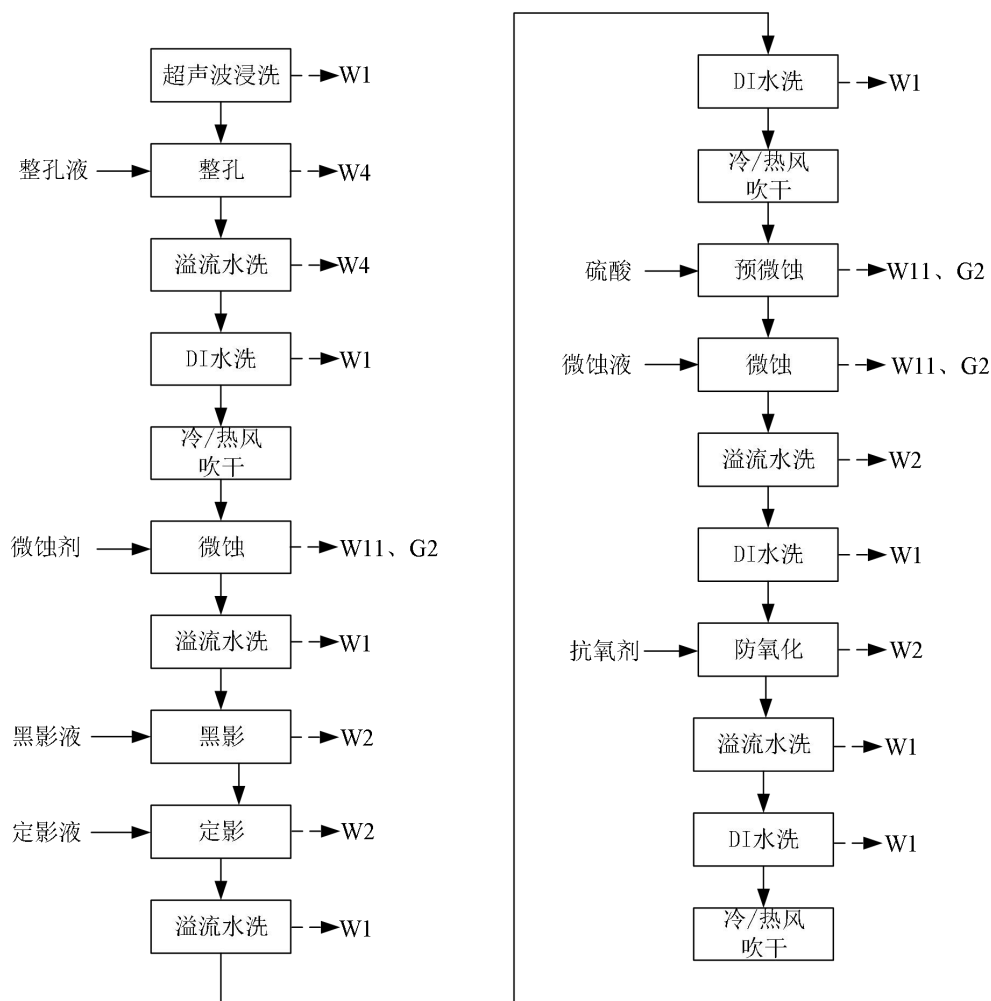 超声波浸洗
W1
整孔液
整孔
W4
溢流水洗
W4
DI水洗
W1
冷/热风
吹干
微蚀剂
微蚀
W11、G2
溢流水洗
W1
黑影液
黑影
W2
定影液
定影
W2
溢流水洗
W1
DI水洗
W1
冷/热风
吹干
硫酸
预微蚀
W11、G2
微蚀液
微蚀
W11、G2
溢流水洗
W2
DI水洗
W1
抗氧剂
防氧化
W2
溢流水洗
W1
DI水洗
W1
冷/热风
吹干